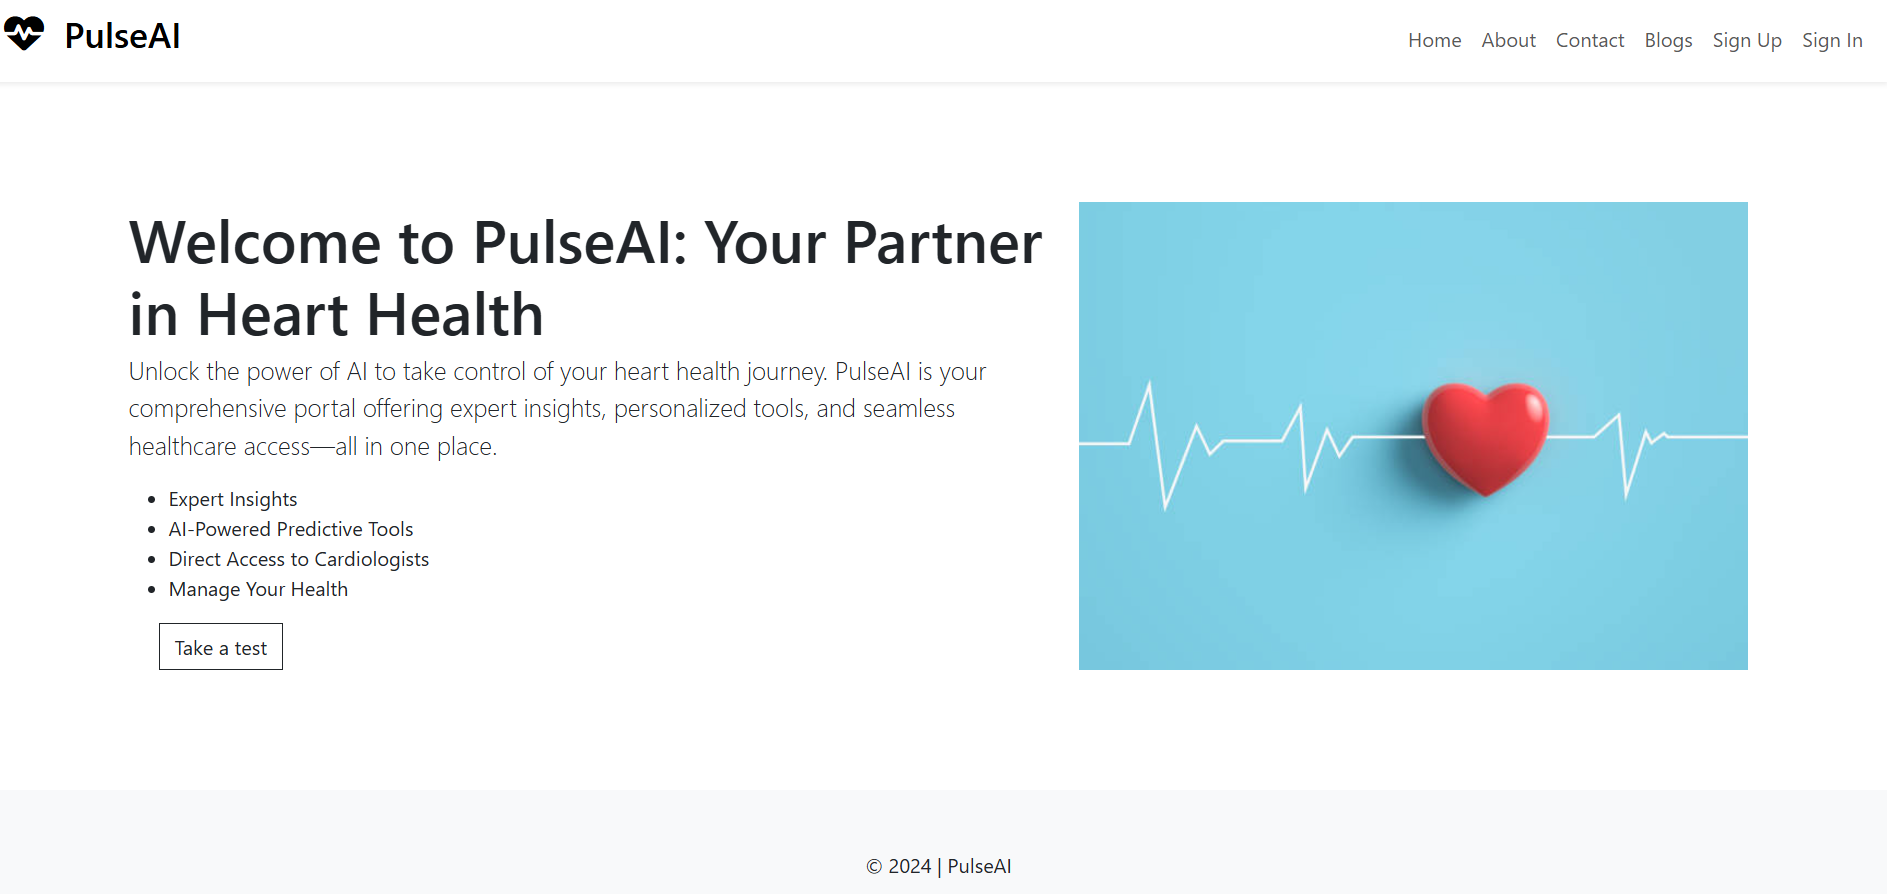 PulseAI
Home About Contact Blogs Sign Up Sign In
Welcome to PulseAI: Your Partner
in Heart Health
Unlock the power of AI to take control of your heart health journey. PulseAI is your
comprehensive portal offering expert insights, personalized tools, and seamless
healthcare access—all in one place.
• Expert Insights
• AI-Powered Predictive Tools
• Direct Access to Cardiologists
• Manage Your Health
Take a test
© 2024 | PulseAI